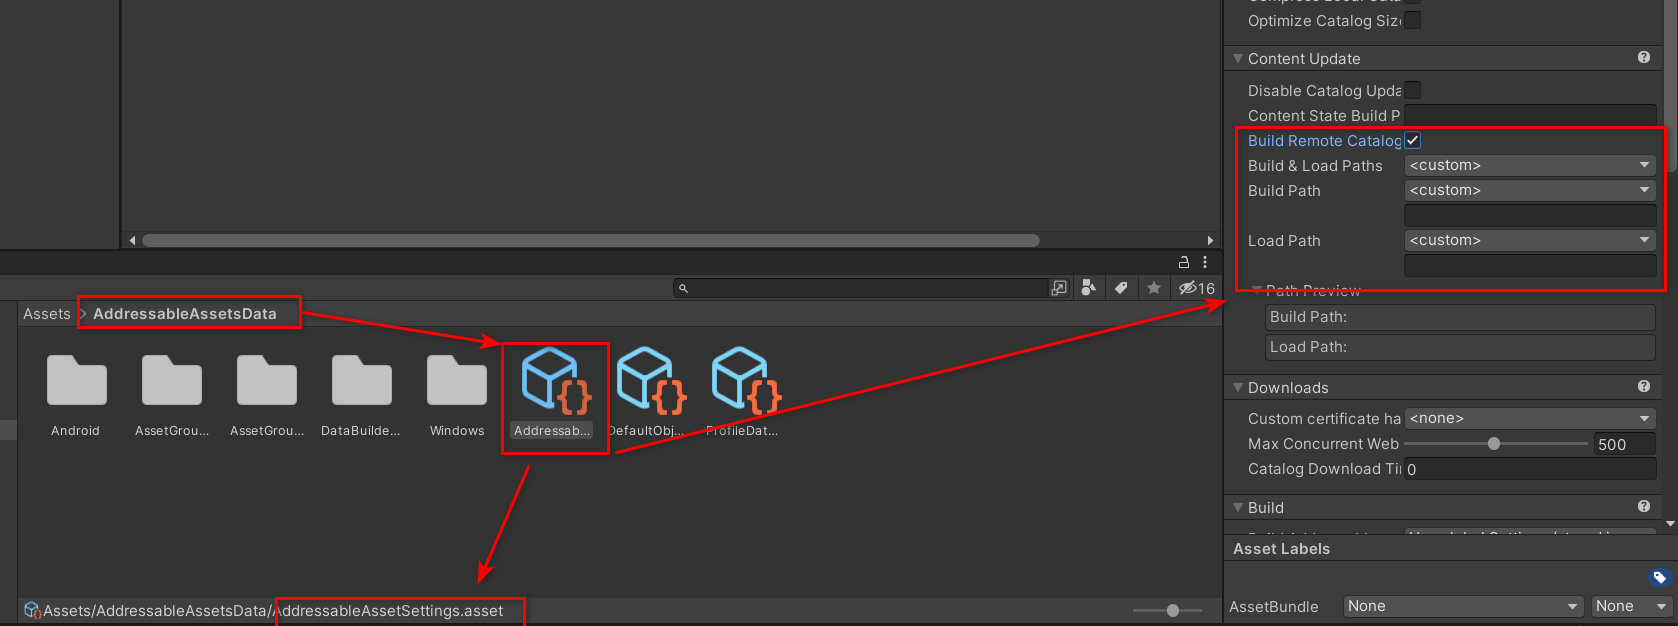 Optimize Catalog Siz
Content Update
Disable Catalog Upda
Content State Build P
Build Remote Catalog
Build & Load Paths <custom>
Build Path <custom>
Load Path <custom>
Path Preview
Build Path:
Load Path:
Downloads
Custom certificate ha <none>
Max Concurrent Web 500
Catalog Download Ti 0
Build
Asset Labels
AssetBundle None None
16
Assets > AddressableAssetsData
Android AssetGrou... AssetGrou... DataBuilde... Windows Addressab... DefaultObj... ProfileDat...
Assets/AddressableAssetsData/AddressableAssetSettings.asset